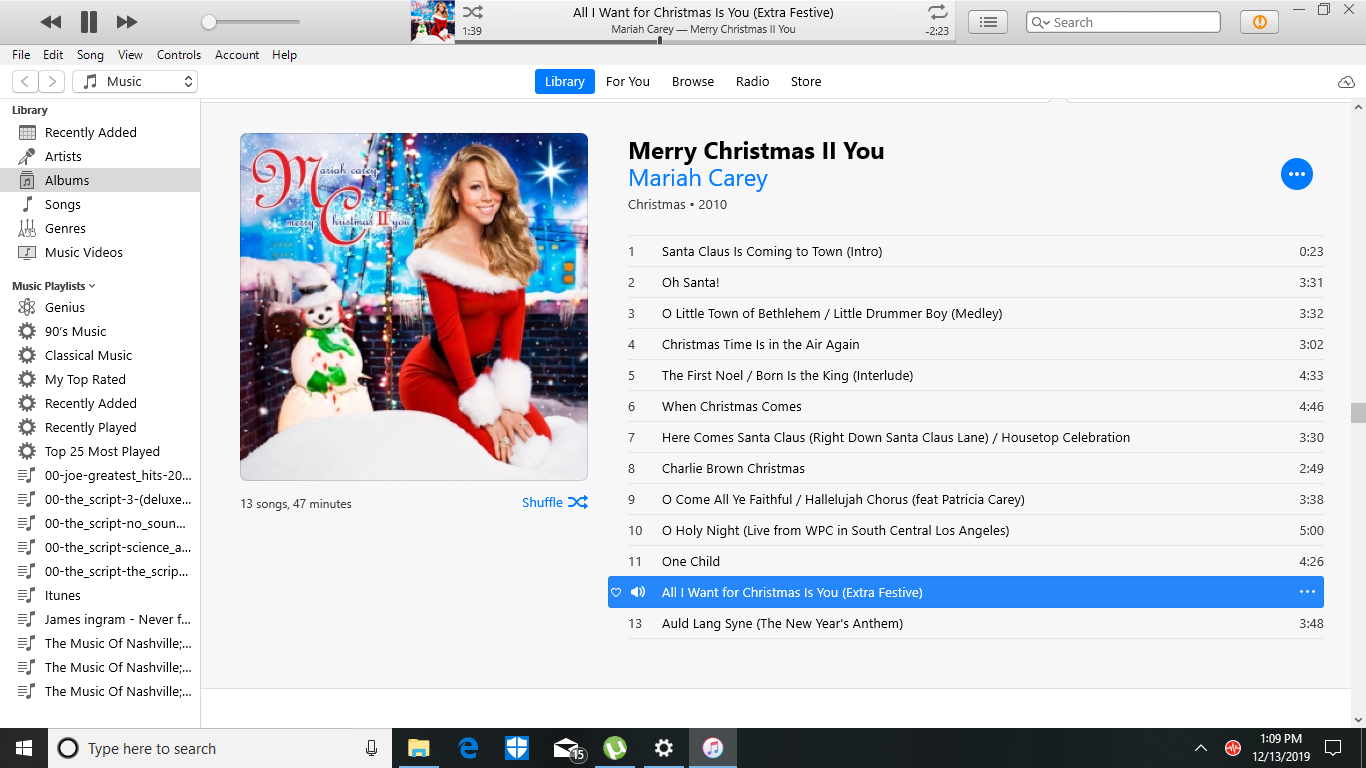 All I Want for Christmas Is You (Extra Festive)
1:39
Mariah Carey — Merry Christmas II You
-2:23
Search
File Edit Song View Controls Account Help
Music
Library For You Browse Radio Store
Library
Recently Added
Artists
Albums
Songs
Genres
Music Videos
Music Playlists
Genius
90's Music
Classical Music
My Top Rated
Recently Added
Recently Played
Top 25 Most Played
00-joe-greatest_hits-20...
00-the_script-3-(deluxe...
00-the_script-no_soun...
00-the_script-science_a...
00-the_script-the_scrip...
Itunes
James ingram - Never f...
The Music Of Nashville;...
The Music Of Nashville;...
The Music Of Nashville;...
Mariah carey
merry Christmas II you
13 songs, 47 minutes
Shuffle
Merry Christmas II You
Mariah Carey
Christmas • 2010
1 Santa Claus Is Coming to Town (Intro) 0:23
2 Oh Santa! 3:31
3 O Little Town of Bethlehem / Little Drummer Boy (Medley) 3:32
4 Christmas Time Is in the Air Again 3:02
5 The First Noel / Born Is the King (Interlude) 4:33
6 When Christmas Comes 4:46
7 Here Comes Santa Claus (Right Down Santa Claus Lane) / Housetop Celebration 3:30
8 Charlie Brown Christmas 2:49
9 O Come All Ye Faithful / Hallelujah Chorus (feat Patricia Carey) 3:38
10 O Holy Night (Live from WPC in South Central Los Angeles) 5:00
11 One Child 4:26
All I Want for Christmas Is You (Extra Festive)
13 Auld Lang Syne (The New Year's Anthem) 3:48
Type here to search
15
1:09 PM
12/13/2019